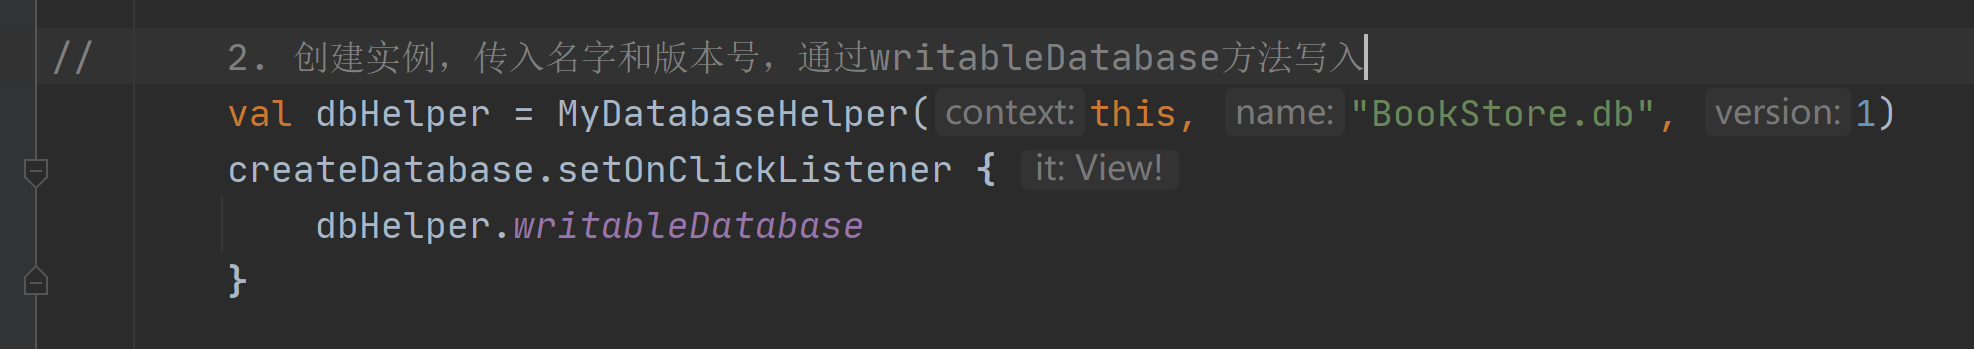 // 2. 创建实例，传入名字和版本号，通过writableDatabase方法写入
val dbHelper = MyDatabaseHelper( context: this, name: "BookStore.db", version: 1)
createDatabase.setOnClickListener { it: View!
dbHelper.writableDatabase
}